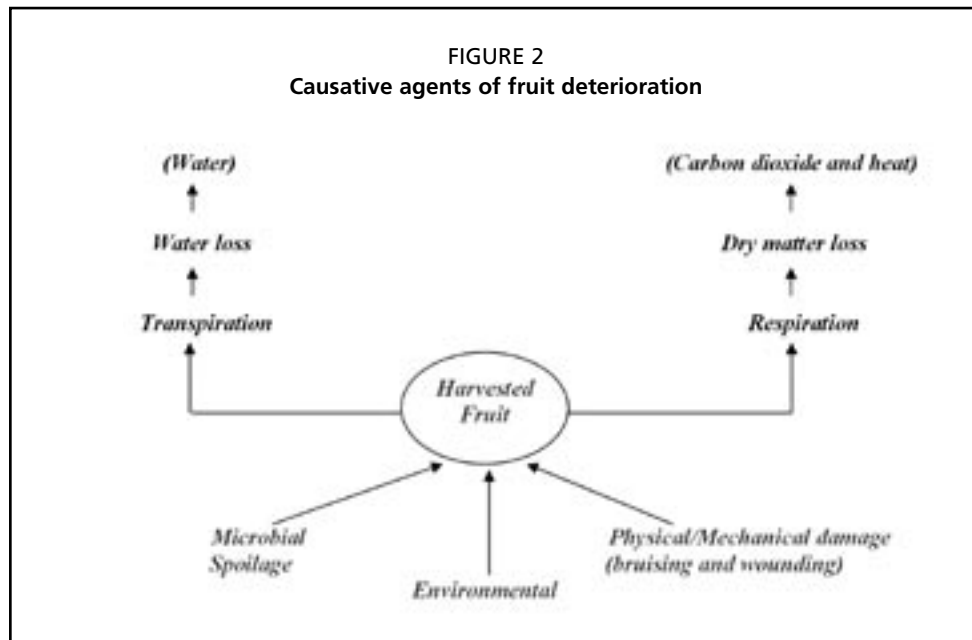 FIGURE 2
Causative agents of fruit deterioration
(Water)
(Carbon dioxide and heat)
Water loss
Dry matter loss
Transpiration
Respiration
Harvested
Fruit
Microbial
Spoilage
Physical/Mechanical damage
(bruising and wounding)
Environmental